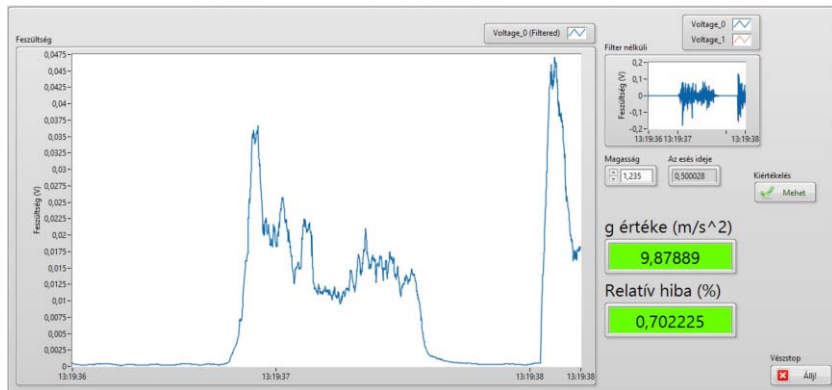 Feszültség
Voltage_0 (Filtered)
Feszültség (V)
0,0475
0,045
0,0425
0,04
0,0375
0,035
0,0325
0,03
0,0275
0,025
0,0225
0,02
0,0175
0,015
0,0125
0,01
0,0075
0,005
0,0025
0
13:19:36
13:19:37
13:19:38
13:19:38
Voltage_0
Voltage_1
Filter nélküli
Feszültség (V)
0,2
0,1
0
-0,1
-0,2
13:19:36 13:19:37
13:19:38
Magasság
1,235
Az esés ideje
0,500028
Kiértékelés
Mehet
g értéke (m/s^2)
9,87889
Relatív hiba (%)
0,702225
Vészstop
Állj!